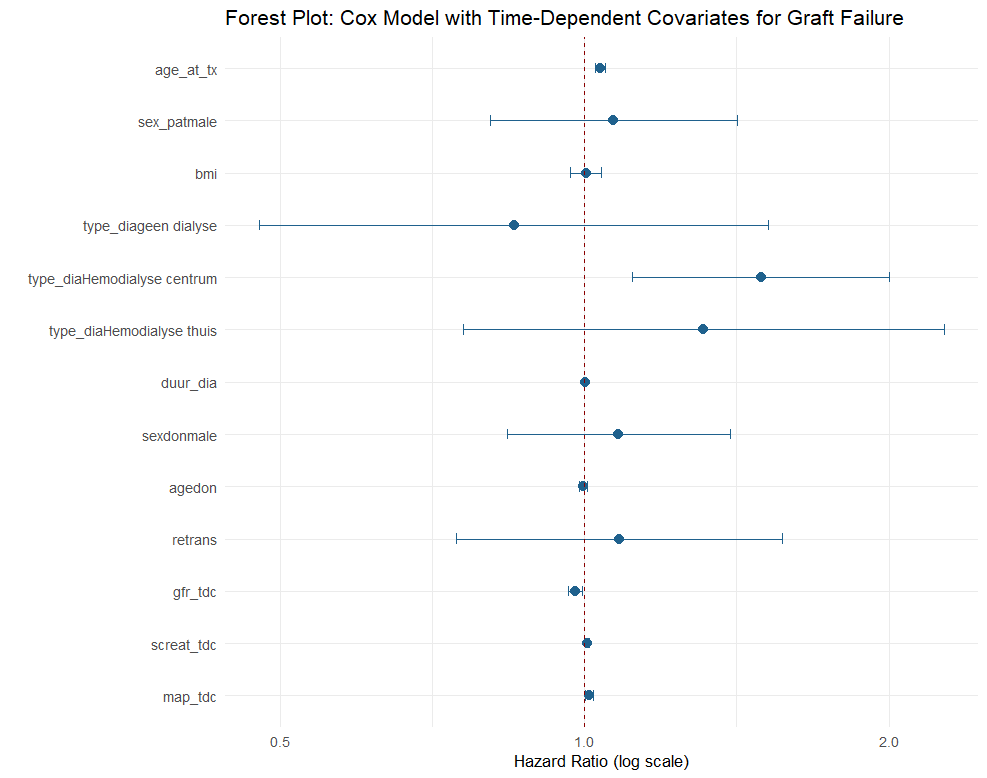 Forest Plot: Cox Model with Time-Dependent Covariates for Graft Failure
age_at_tx
sex_patmale
bmi
type_diageen dialyse
type_diaHemodialyse centrum
type_diaHemodialyse thuis
duur_dia
sexdonmale
agedon
retrans
gfr_tdc
screat_tdc
map_tdc
0.5 1.0 2.0
Hazard Ratio (log scale)